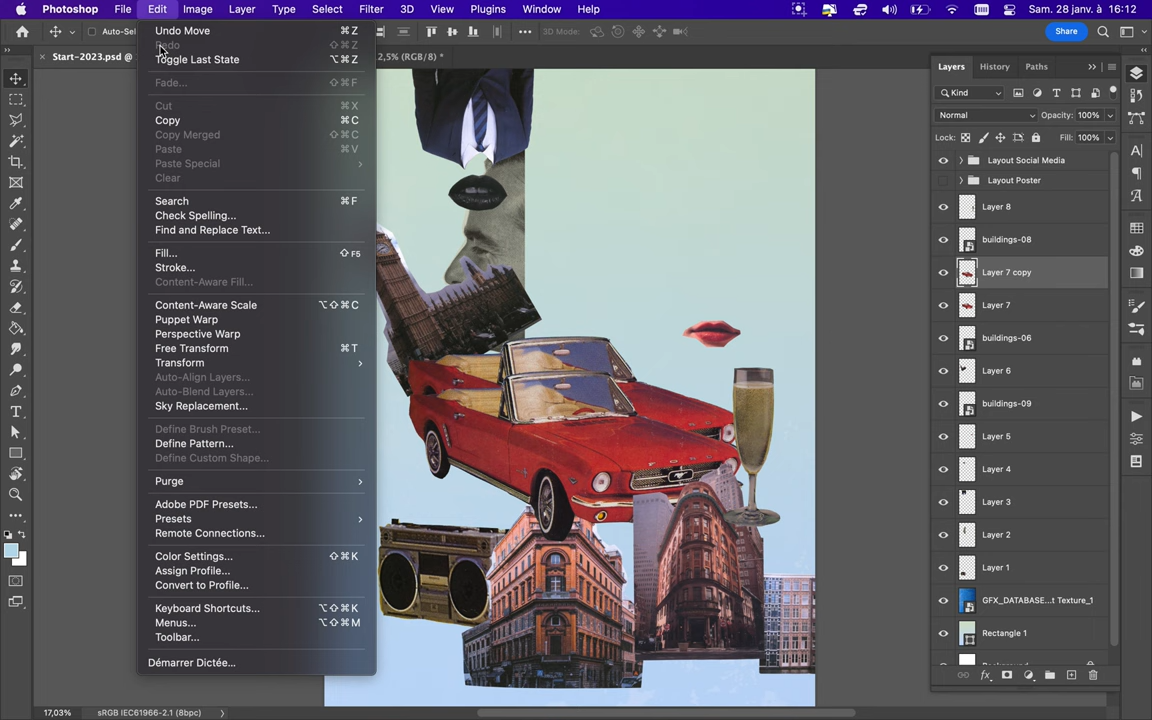 Photoshop File Edit Image Layer Type Select Filter 3D View Plugins Window Help Sam. 28 janv. à 16:12
Auto-Sel 3D Mode: Share
Start-2023.psd @ 2,5% (RGB/8) *
Undo Move ⌘Z
Redo ⇧⌘Z
Toggle Last State ⌥⌘Z
Fade... ⇧⌘F
Cut ⌘X
Copy ⌘C
Copy Merged ⇧⌘C
Paste ⌘V
Paste Special
Clear
Search ⌘F
Check Spelling...
Find and Replace Text...
Fill... ⇧F5
Stroke...
Content-Aware Fill...
Content-Aware Scale ⌥⇧⌘C
Puppet Warp
Perspective Warp
Free Transform ⌘T
Transform
Auto-Align Layers...
Auto-Blend Layers...
Sky Replacement...
Define Brush Preset...
Define Pattern...
Define Custom Shape...
Purge
Adobe PDF Presets...
Presets
Remote Connections...
Color Settings... ⇧⌘K
Assign Profile...
Convert to Profile...
Keyboard Shortcuts... ⌥⇧⌘K
Menus... ⌥⇧⌘M
Toolbar...
Démarrer Dictée...
Layers History Paths
Kind
Normal Opacity: 100%
Lock: Fill: 100%
Layout Social Media
Layout Poster
Layer 8
buildings-08
Layer 7 copy
Layer 7
buildings-06
Layer 6
buildings-09
Layer 5
Layer 4
Layer 3
Layer 2
Layer 1
GFX_DATABASE...t Texture_1
Rectangle 1
17,03% sRGB IEC61966-2.1 (8bpc)